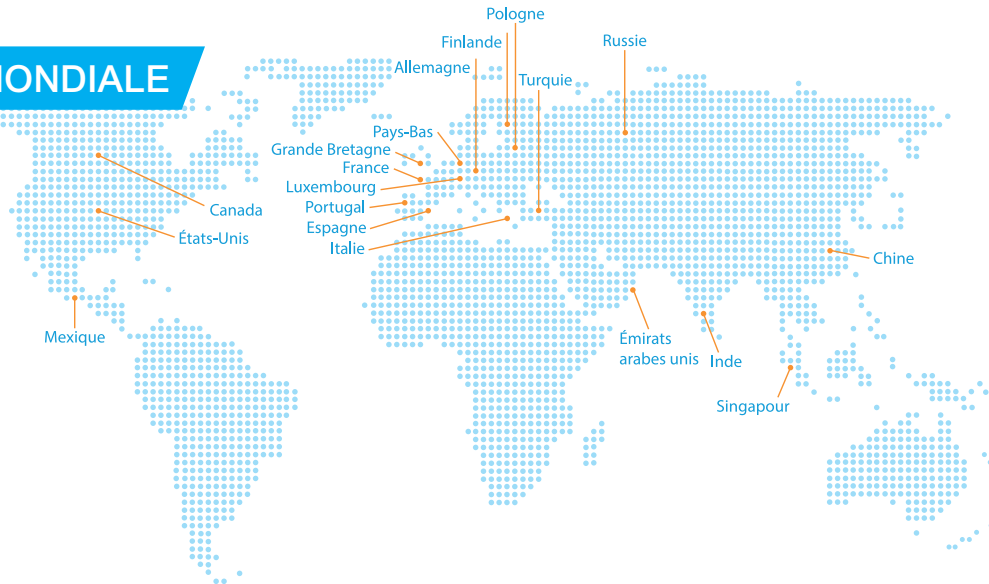 MONDIALE
Pologne
Finlande
Russie
Allemagne
Turquie
Pays-Bas
Grande Bretagne
France
Luxembourg
Portugal
Espagne
Italie
Canada
États-Unis
Mexique
Chine
Émirats
arabes unis
Inde
Singapour